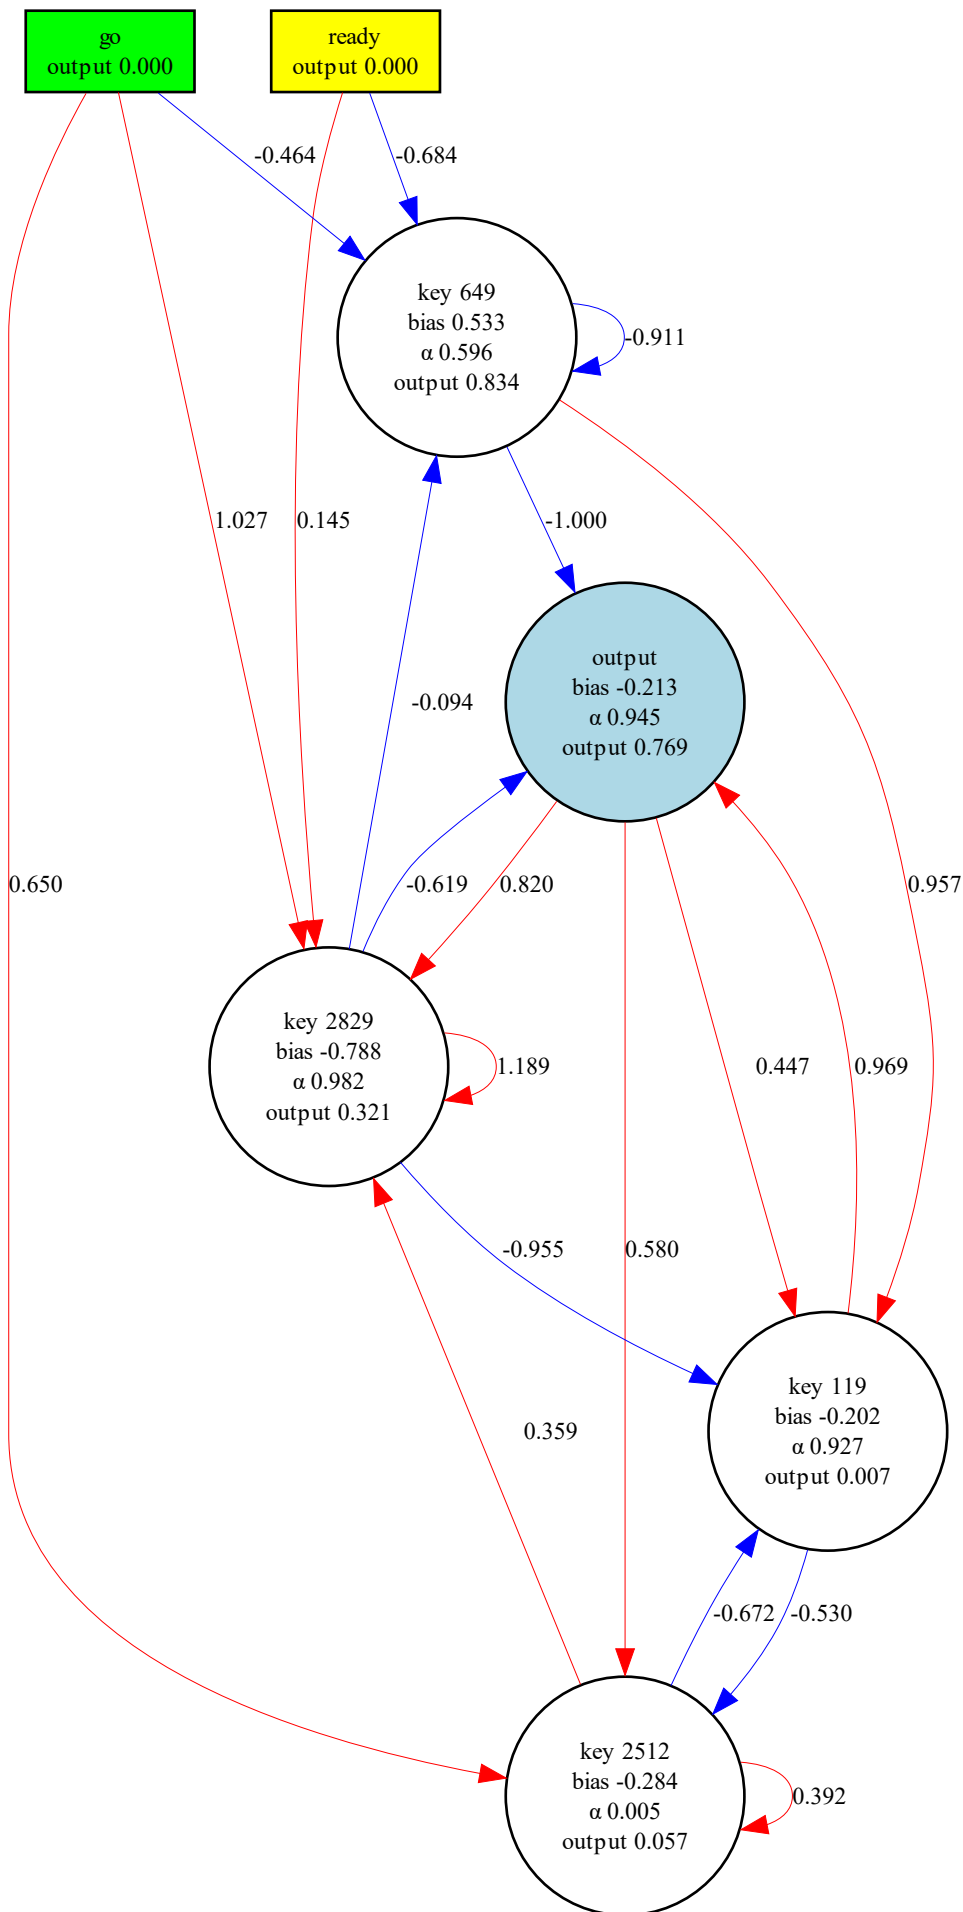 go
output 0.000
ready
output 0.000
-0.464
-0.684
key 649
bias 0.533
α 0.596
output 0.834
-0.911
1.027
0.145
-1.000
output
bias -0.213
α 0.945
output 0.769
-0.094
0.650
-0.619
0.820
0.957
key 2829
bias -0.788
α 0.982
output 0.321
1.189
0.447
0.969
-0.955
0.580
key 119
bias -0.202
α 0.927
output 0.007
0.359
-0.672
-0.530
key 2512
bias -0.284
α 0.005
output 0.057
0.392